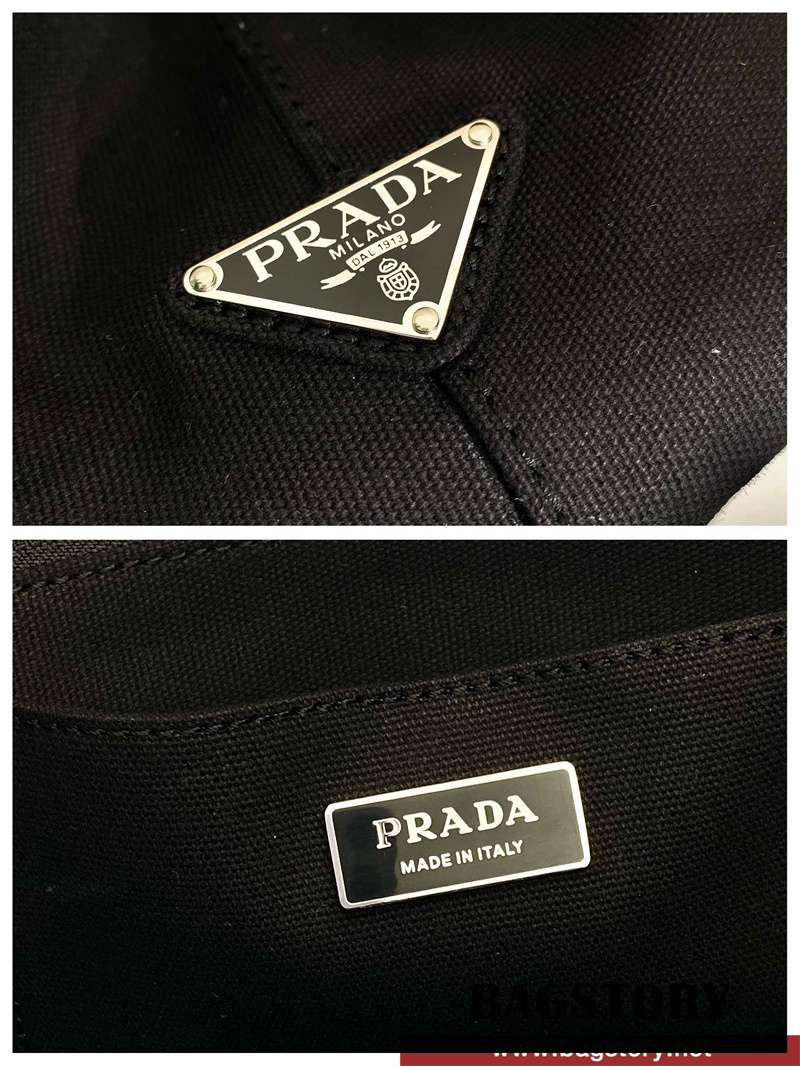 PRADA
MILANO
DAL 1913
PRADA
MADE IN ITALY
BAGSTORY
www.bagstory.net